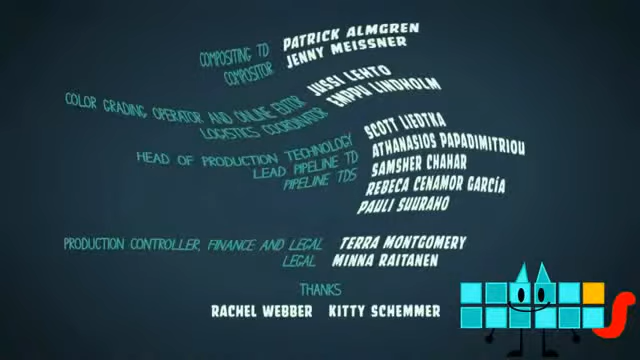 COMPOSITING TD PATRICK ALMGREN
COMPOSITOR JENNY MEISSNER
COLOR GRADING OPERATOR AND ONLINE EDITOR JUSSI LEHTO
LOGISTICS COORDINATOR EMPPU LINDHOLM
HEAD OF PRODUCTION TECHNOLOGY SCOTT LIEDTKA
LEAD PIPELINE TD ATHANASIOS PAPADIMITRIOU
PIPELINE TDS SAMSHER CHAHAR
REBECA CENAMOR GARCÍA
PAULI SUURAHO
PRODUCTION CONTROLLER, FINANCE AND LEGAL TERRA MONTGOMERY
LEGAL MINNA RAITANEN
THANKS
RACHEL WEBBER KITTY SCHEMMER